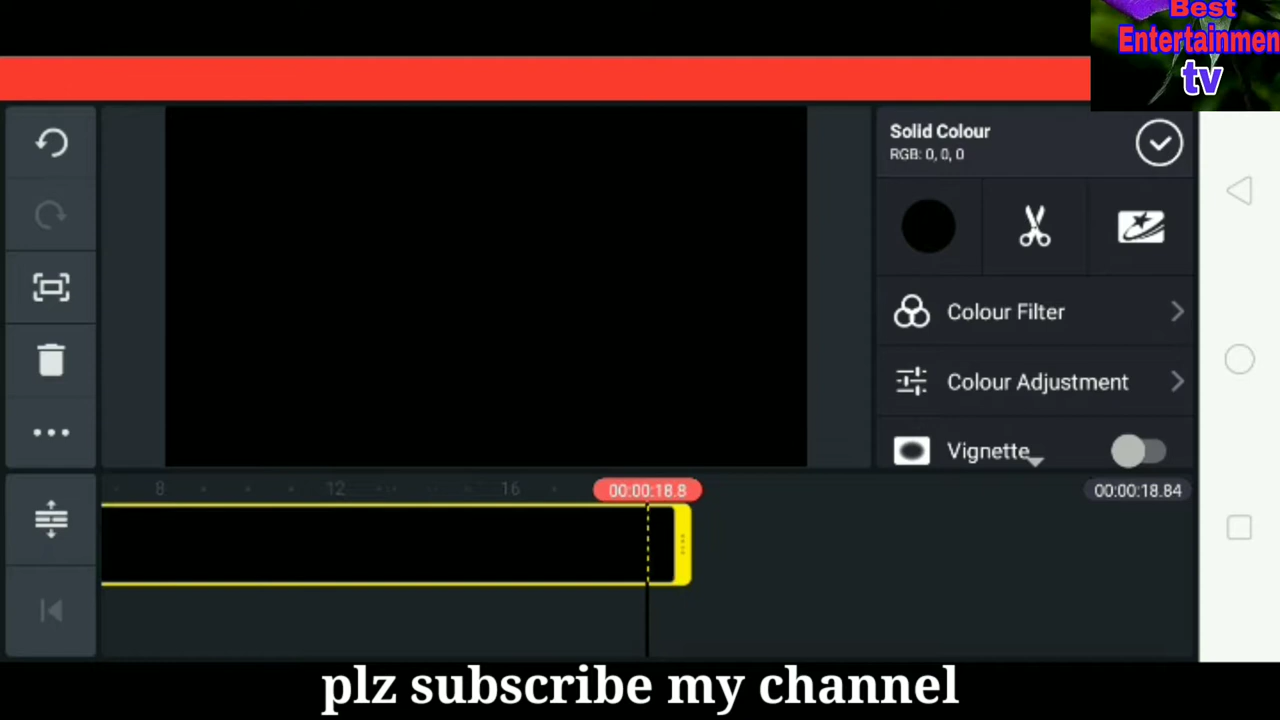 Best
Entertainmen
tv
Solid Colour
RGB: 0, 0, 0
Colour Filter
Colour Adjustment
Vignette
8 12 16 00:00:18.8 00:00:18.84
plz subscribe my channel